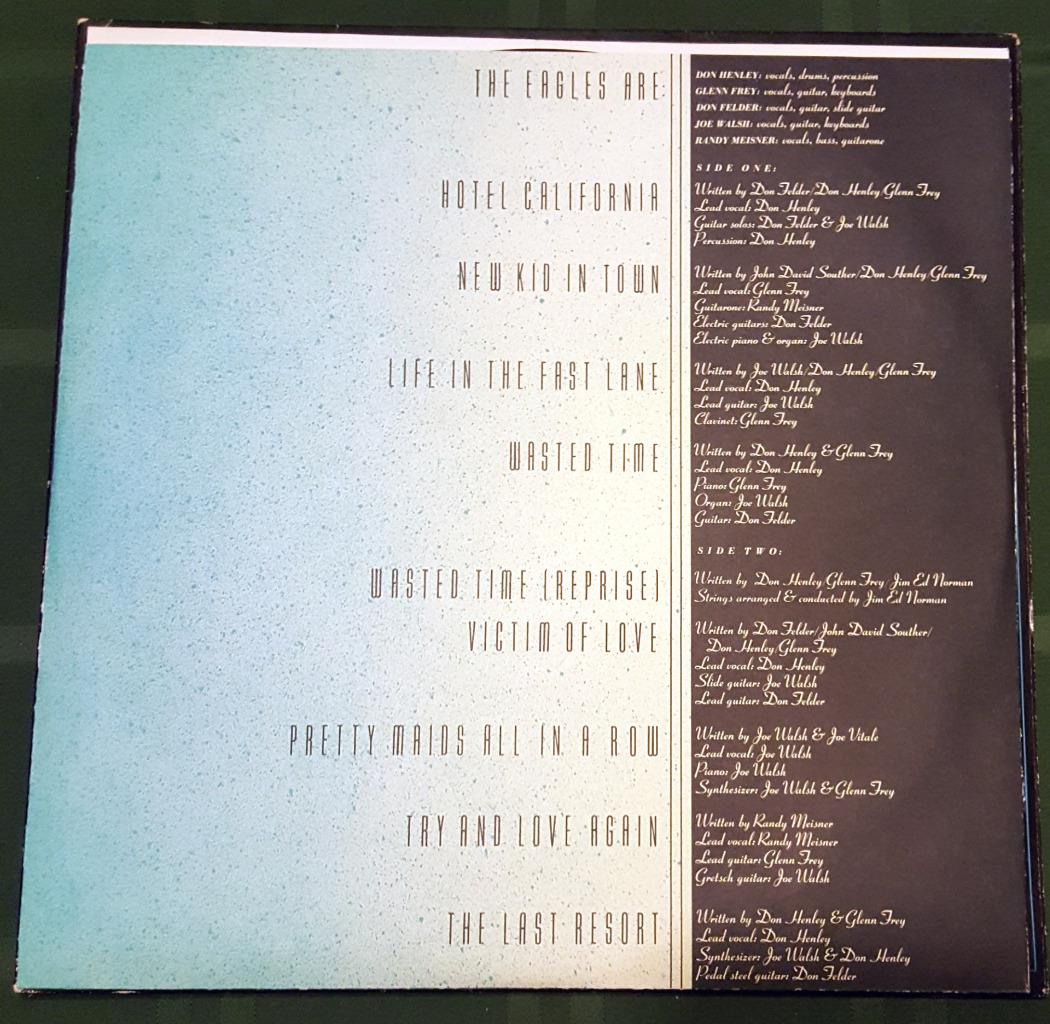 THE EAGLES ARE:
DON HENLEY: vocals, drums, percussion
GLENN FREY: vocals, guitar, keyboards
DON FELDER: vocals, guitar, slide guitar
JOE WALSH: vocals, guitar, keyboards
RANDY MEISNER: vocals, bass, guitarone
SIDE ONE:
HOTEL CALIFORNIA
Written by Don Felder/Don Henley/Glenn Frey
Lead vocal: Don Henley
Guitar solos: Don Felder & Joe Walsh
Percussion: Don Henley
NEW KID IN TOWN
Written by John David Souther/Don Henley/Glenn Frey
Lead vocal: Glenn Frey
Guitarone: Randy Meisner
Electric guitars: Don Felder
Electric piano & organ: Joe Walsh
LIFE IN THE FAST LANE
Written by Joe Walsh/Don Henley/Glenn Frey
Lead vocal: Don Henley
Lead guitar: Joe Walsh
Clavinet: Glenn Frey
WASTED TIME
Written by Don Henley & Glenn Frey
Lead vocal: Don Henley
Piano: Glenn Frey
Organ: Joe Walsh
Guitar: Don Felder
SIDE TWO:
WASTED TIME (REPRISE)
Written by Don Henley/Glenn Frey/Jim Ed Norman
Strings arranged & conducted by Jim Ed Norman
VICTIM OF LOVE
Written by Don Felder/John David Souther/
Don Henley/Glenn Frey
Lead vocal: Don Henley
Slide guitar: Joe Walsh
Lead guitar: Don Felder
PRETTY MAIDS ALL IN A ROW
Written by Joe Walsh & Joe Vitale
Lead vocal: Joe Walsh
Piano: Joe Walsh
Synthesizer: Joe Walsh & Glenn Frey
TRY AND LOVE AGAIN
Written by Randy Meisner
Lead vocal: Randy Meisner
Lead guitar: Glenn Frey
Gretsch guitar: Joe Walsh
THE LAST RESORT
Written by Don Henley & Glenn Frey
Lead vocal: Don Henley
Synthesizer: Joe Walsh & Don Henley
Pedal steel guitar: Don Felder